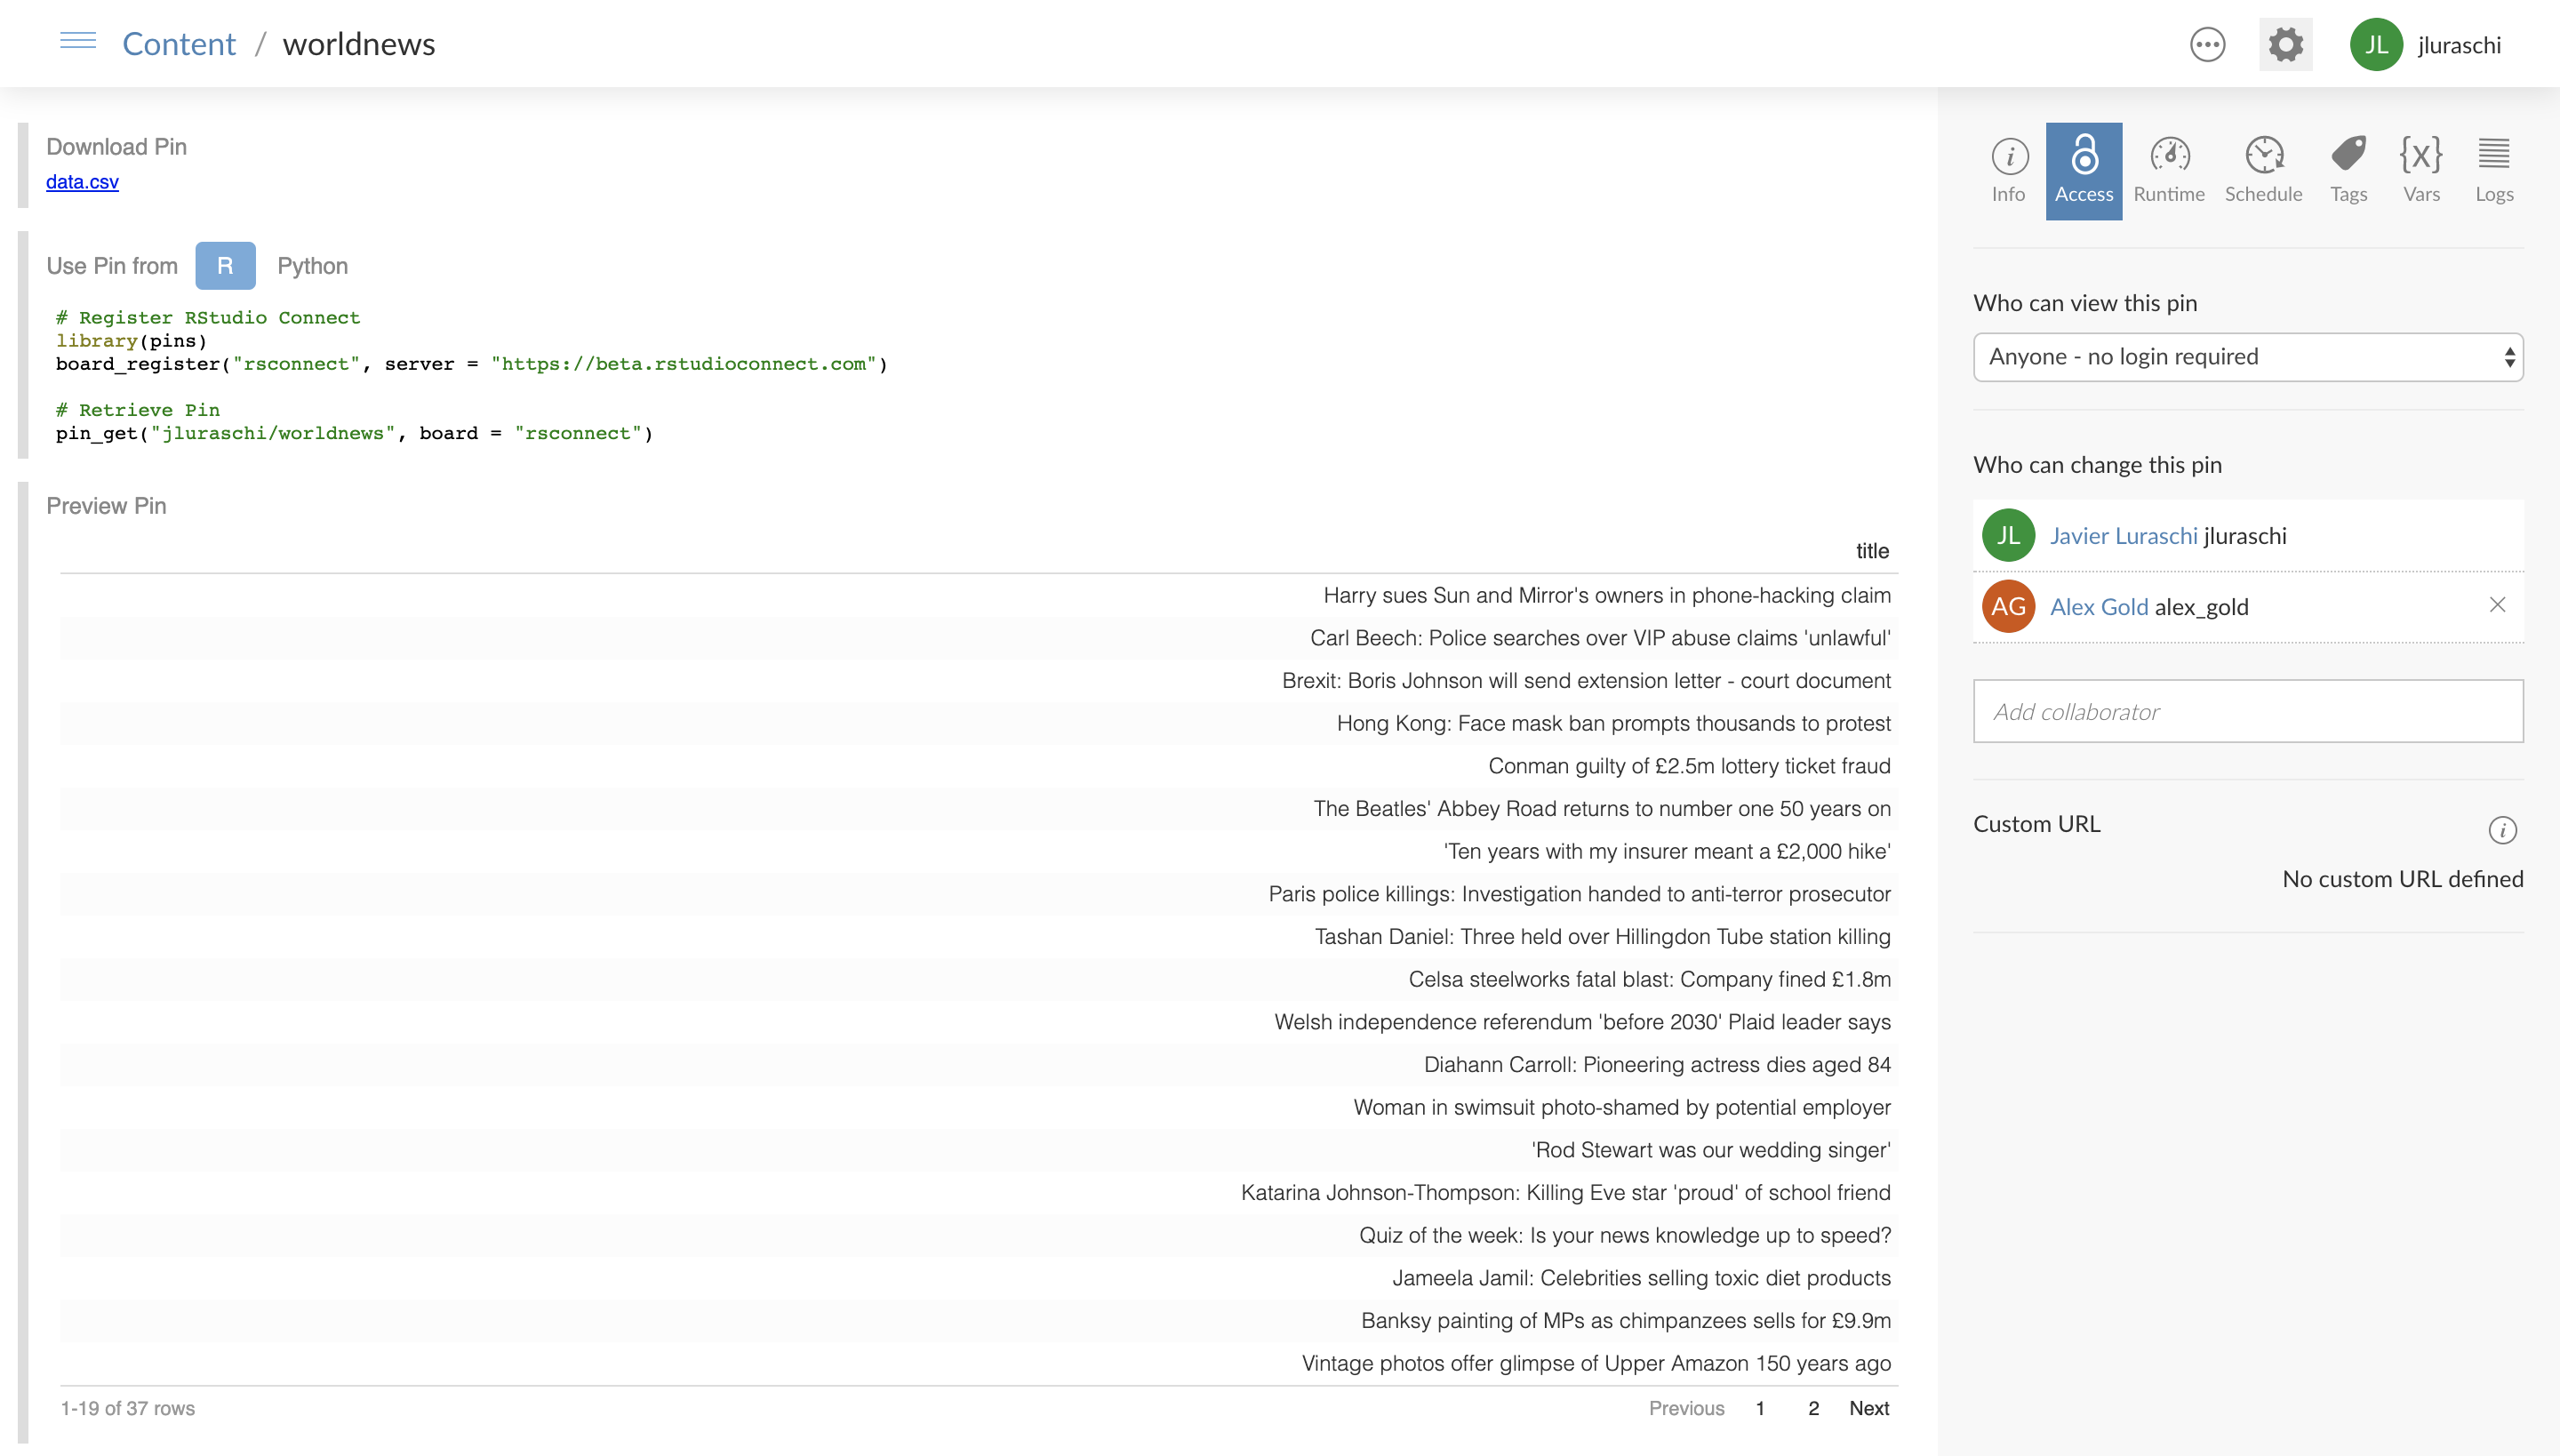 Content / worldnews
JL jluraschi
Download Pin
data.csv
Use Pin from R Python
# Register RStudio Connect
library(pins)
board_register("rsconnect", server = "https://beta.rstudioconnect.com")
# Retrieve Pin
pin_get("jluraschi/worldnews", board = "rsconnect")
Preview Pin
title
Harry sues Sun and Mirror's owners in phone-hacking claim
Carl Beech: Police searches over VIP abuse claims 'unlawful'
Brexit: Boris Johnson will send extension letter - court document
Hong Kong: Face mask ban prompts thousands to protest
Conman guilty of £2.5m lottery ticket fraud
The Beatles' Abbey Road returns to number one 50 years on
'Ten years with my insurer meant a £2,000 hike'
Paris police killings: Investigation handed to anti-terror prosecutor
Tashan Daniel: Three held over Hillingdon Tube station killing
Celsa steelworks fatal blast: Company fined £1.8m
Welsh independence referendum 'before 2030' Plaid leader says
Diahann Carroll: Pioneering actress dies aged 84
Woman in swimsuit photo-shamed by potential employer
'Rod Stewart was our wedding singer'
Katarina Johnson-Thompson: Killing Eve star 'proud' of school friend
Quiz of the week: Is your news knowledge up to speed?
Jameela Jamil: Celebrities selling toxic diet products
Banksy painting of MPs as chimpanzees sells for £9.9m
Vintage photos offer glimpse of Upper Amazon 150 years ago
1-19 of 37 rows
Previous 1 2 Next
i {x}
Info Access Runtime Schedule Tags Vars Logs
Who can view this pin
Anyone - no login required
Who can change this pin
JL Javier Luraschi jluraschi
AG Alex Gold alex_gold
Add collaborator
Custom URL i
No custom URL defined